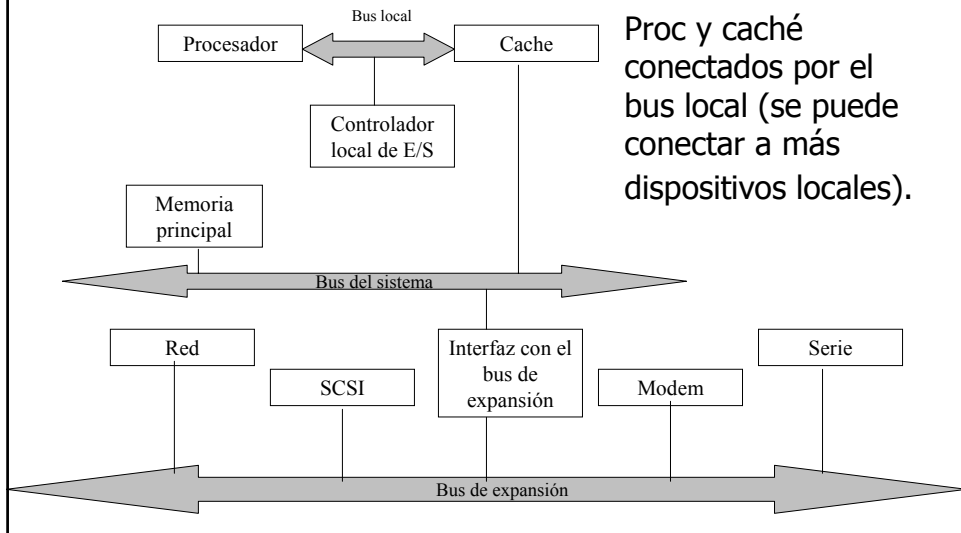 Bus local
Procesador
Cache
Controlador
local de E/S
Proc y caché
conectados por el
bus local (se puede
conectar a más
dispositivos locales).
Memoria
principal
Bus del sistema
Red
SCSI
Interfaz con el
bus de
expansión
Modem
Serie
Bus de expansión